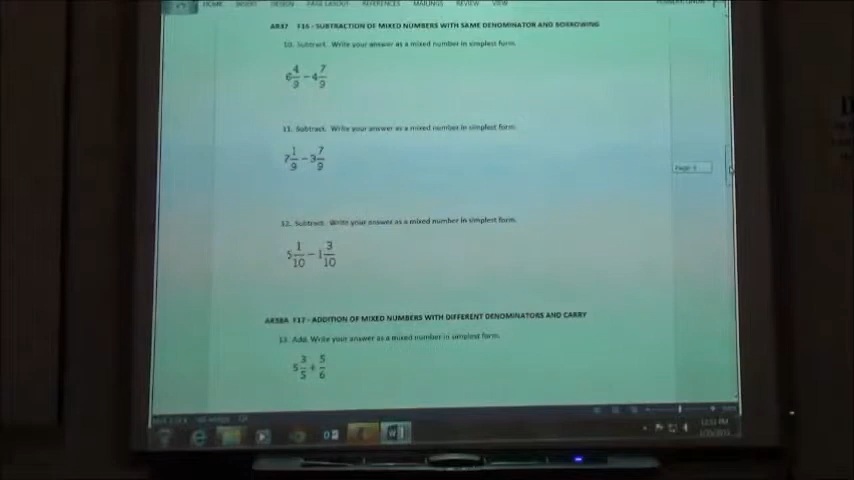 HOME INSERT DESIGN PAGE LAYOUT REFERENCES MAILINGS REVIEW VIEW
AR37 F16 - SUBTRACTION OF MIXED NUMBERS WITH SAME DENOMINATOR AND BORROWING
10. Subtract. Write your answer as a mixed number in simplest form.
6 4/9 - 4 7/9
11. Subtract. Write your answer as a mixed number in simplest form.
7 1/9 - 3 7/9
12. Subtract. Write your answer as a mixed number in simplest form.
5 1/10 - 1 3/10
AR38A F17 - ADDITION OF MIXED NUMBERS WITH DIFFERENT DENOMINATORS AND CARRY
13. Add. Write your answer as a mixed number in simplest form.
5 3/5 + 5/6